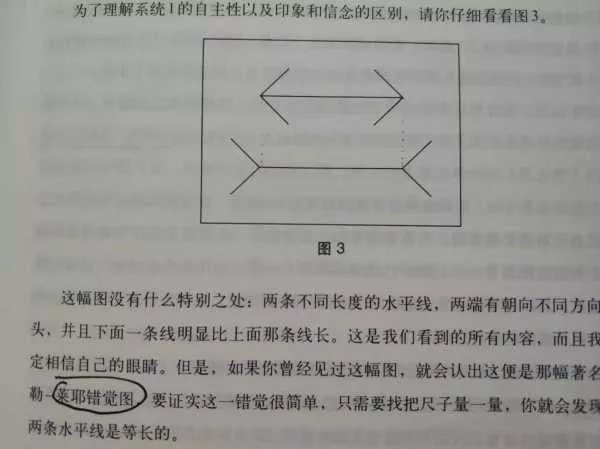 为了理解系统1的自主性以及印象和信念的区别，请你仔细看看图3。
图3
这幅图没有什么特别之处：两条不同长度的水平线，两端有朝向不同方向
头，并且下面一条线明显比上面那条线长。这是我们看到的所有内容，而且我
定相信自己的眼睛。但是，如果你曾经见过这幅图，就会认出这便是那幅著名
勒–莱耶错觉图。要证实这一错觉很简单，只需要找把尺子量一量，你就会发现
两条水平线是等长的。